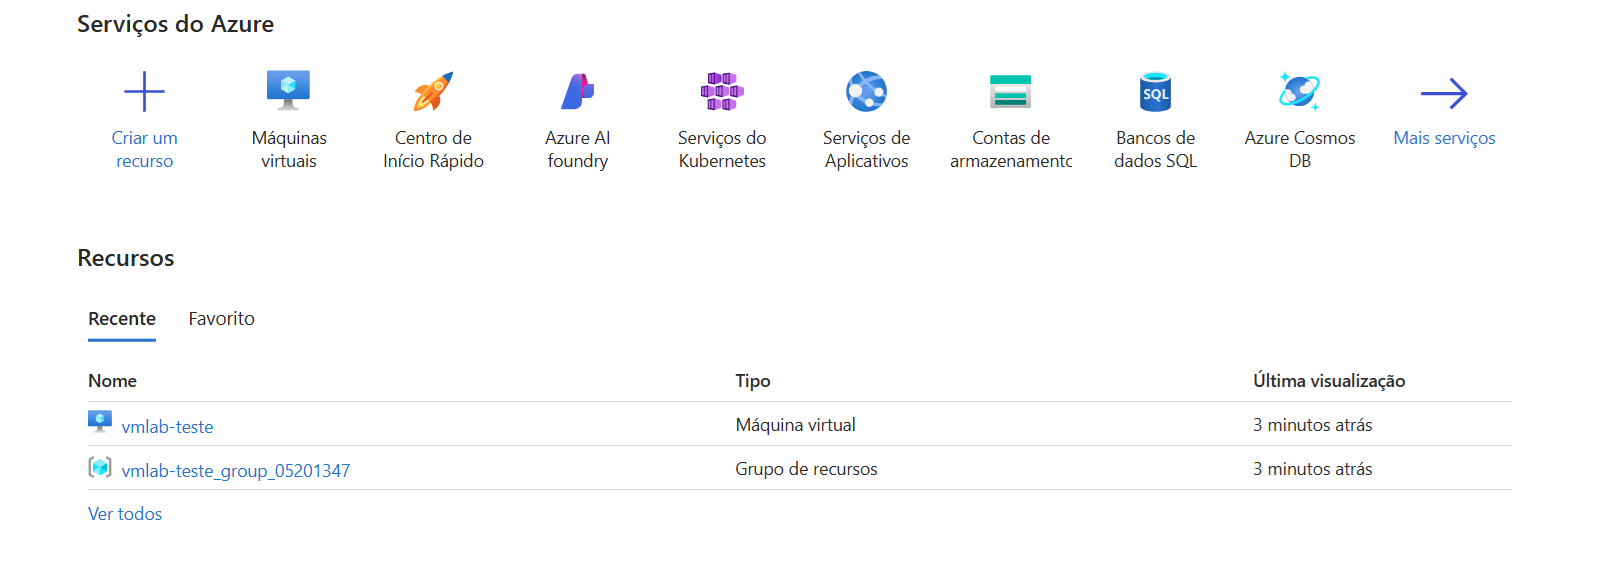 Serviços do Azure
Criar um recurso
Máquinas virtuais
Centro de Início Rápido
Azure AI foundry
SQL
Serviços do Kubernetes
Serviços de Aplicativos
Contas de armazenamento
Bancos de dados SQL
Azure Cosmos DB
Mais serviços
Recursos
Recente Favorito
Nome Tipo Última visualização
vmlab-teste Máquina virtual 3 minutos atrás
vmlab-teste_group_05201347 Grupo de recursos 3 minutos atrás
Ver todos